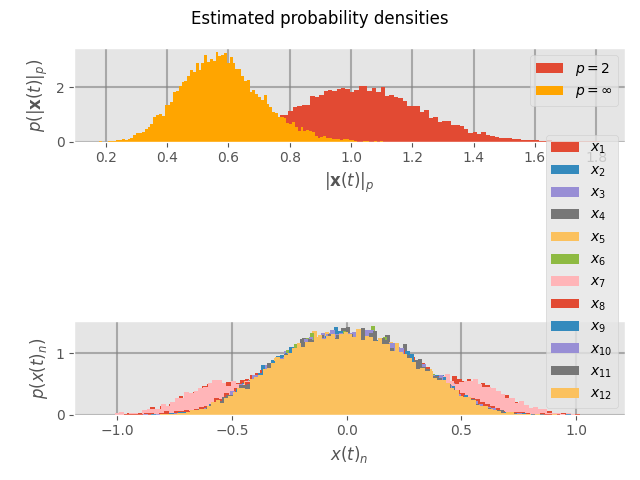 Estimated probability densities
p(|x(t)|ₚ)
2
0
0.2 0.4 0.6 0.8 1.0 1.2 1.4 1.6 1.8
|x(t)|ₚ
p = 2
p = ∞
x₁
x₂
x₃
x₄
x₅
x₆
x₇
x₈
x₉
x₁₀
x₁₁
x₁₂
p(x(t)ₙ)
1
0
−1.0 −0.5 0.0 0.5 1.0
x(t)ₙ